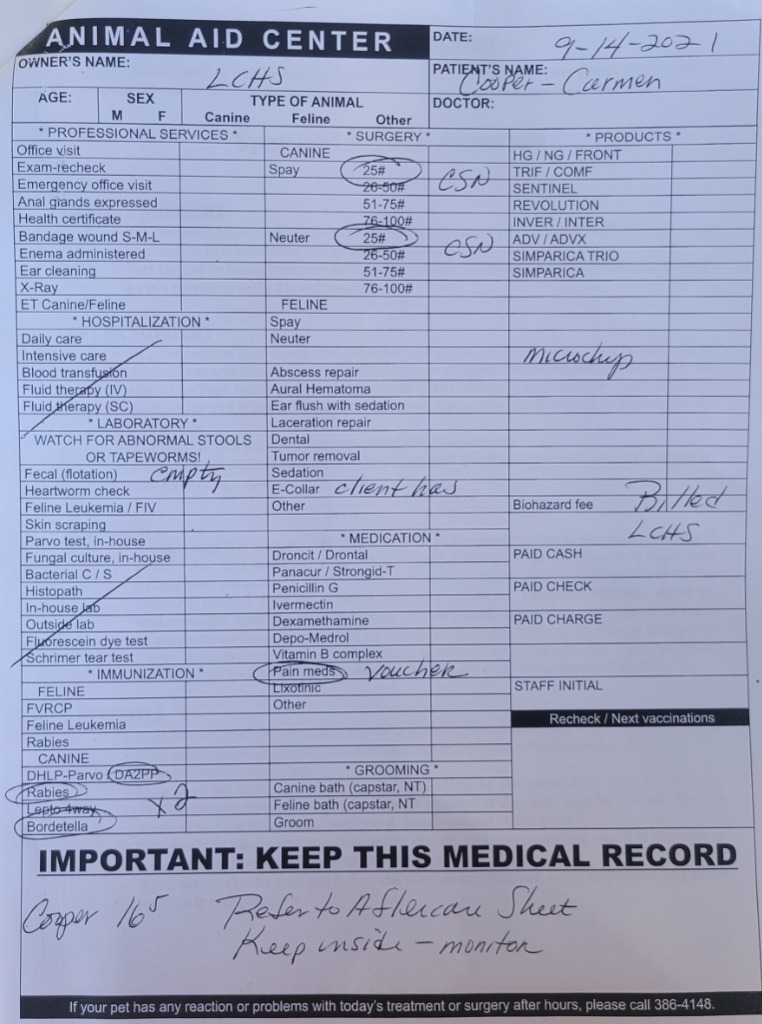 ANIMAL AID CENTER
DATE: 9-14-2021
OWNER'S NAME: LCHS
PATIENT'S NAME: Cooper - Carmen
AGE: SEX TYPE OF ANIMAL DOCTOR:
M F Canine Feline Other
* PROFESSIONAL SERVICES *
Office visit
Exam-recheck
Emergency office visit
Anal glands expressed
Health certificate
Bandage wound S-M-L
Enema administered
Ear cleaning
X-Ray
ET Canine/Feline
* HOSPITALIZATION *
Daily care
Intensive care
Blood transfusion
Fluid therapy (IV)
Fluid therapy (SC)
* LABORATORY *
WATCH FOR ABNORMAL STOOLS
OR TAPEWORMS!
Fecal (flotation) empty
Heartworm check
Feline Leukemia / FIV
Skin scraping
Parvo test, in-house
Fungal culture, in-house
Bacterial C / S
Histopath
In-house lab
Outside lab
Fluorescein dye test
Schrimer tear test
* IMMUNIZATION *
FELINE
FVRCP
Feline Leukemia
Rabies
CANINE
DHLP-Parvo DA2PP
Rabies
Lepto 4way x2
Bordetella
* SURGERY *
CANINE
Spay 25# CSN
26-50#
51-75#
76-100#
Neuter 25# CSN
26-50#
51-75#
76-100#
FELINE
Spay
Neuter
Abscess repair
Aural Hematoma
Ear flush with sedation
Laceration repair
Dental
Tumor removal
Sedation
E-Collar client has
Other
* MEDICATION *
Droncit / Drontal
Panacur / Strongid-T
Penicillin G
Ivermectin
Dexamethamine
Depo-Medrol
Vitamin B complex
Pain meds voucher
Lixotinic
Other
* GROOMING *
Canine bath (capstar, NT)
Feline bath (capstar, NT
Groom
* PRODUCTS *
HG / NG / FRONT
TRIF / COMF
SENTINEL
REVOLUTION
INVER / INTER
ADV / ADVX
SIMPARICA TRIO
SIMPARICA
microchyp
Biohazard fee Billed
LCHS
PAID CASH
PAID CHECK
PAID CHARGE
STAFF INITIAL
Recheck / Next vaccinations
IMPORTANT: KEEP THIS MEDICAL RECORD
Cooper 16⁵ Refer to Aftercare Sheet
Keep inside - monitor
If your pet has any reaction or problems with today's treatment or surgery after hours, please call 386-4148.